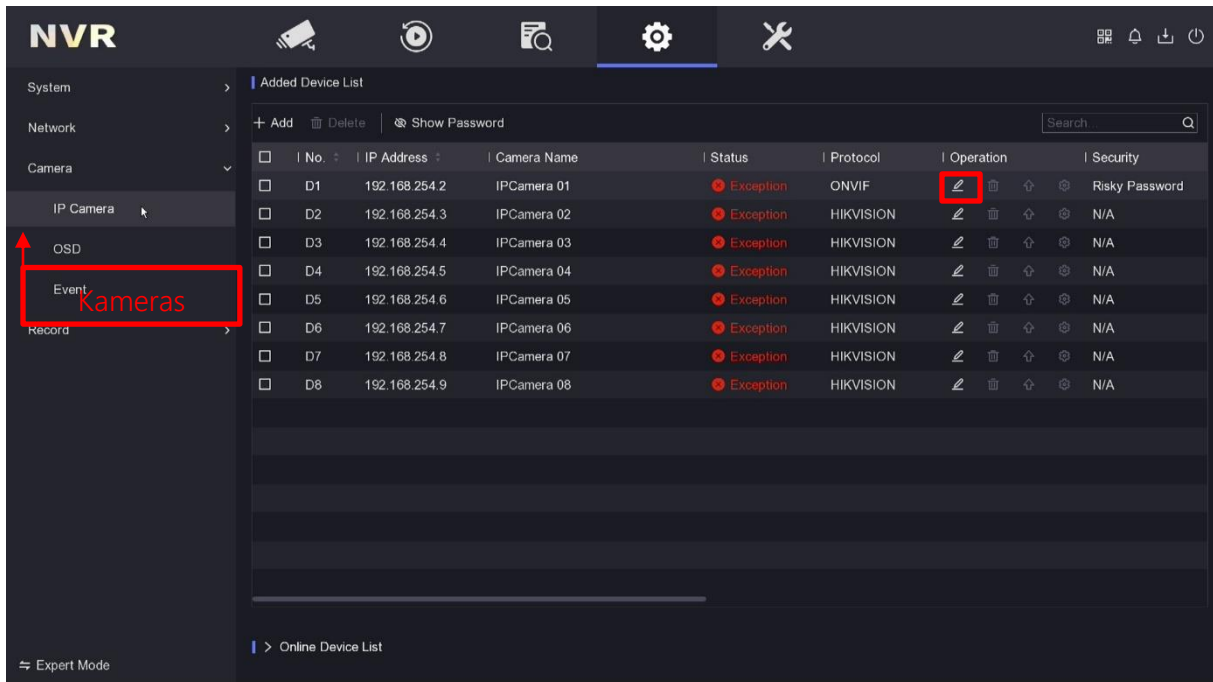 NVR
System
Network
Camera
IP Camera
OSD
Event
Kameras
Record
Expert Mode
Added Device List
+ Add Delete Show Password Search...
No. IP Address Camera Name Status Protocol Operation Security
D1 192.168.254.2 IPCamera 01 Exception ONVIF Risky Password
D2 192.168.254.3 IPCamera 02 Exception HIKVISION N/A
D3 192.168.254.4 IPCamera 03 Exception HIKVISION N/A
D4 192.168.254.5 IPCamera 04 Exception HIKVISION N/A
D5 192.168.254.6 IPCamera 05 Exception HIKVISION N/A
D6 192.168.254.7 IPCamera 06 Exception HIKVISION N/A
D7 192.168.254.8 IPCamera 07 Exception HIKVISION N/A
D8 192.168.254.9 IPCamera 08 Exception HIKVISION N/A
Online Device List